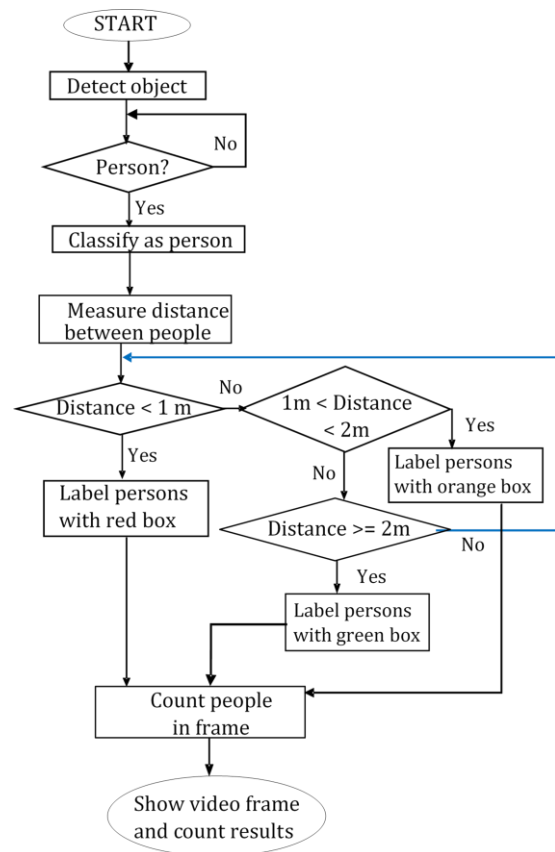 START
Detect object
No
Person?
Yes
Classify as person
Measure distance
between people
No
1m < Distance
< 2m
Distance < 1 m
Yes
Yes
No
Label persons
with orange box
Label persons
with red box
Distance >= 2m
No
Yes
Label persons
with green box
Count people
in frame
Show video frame
and count results